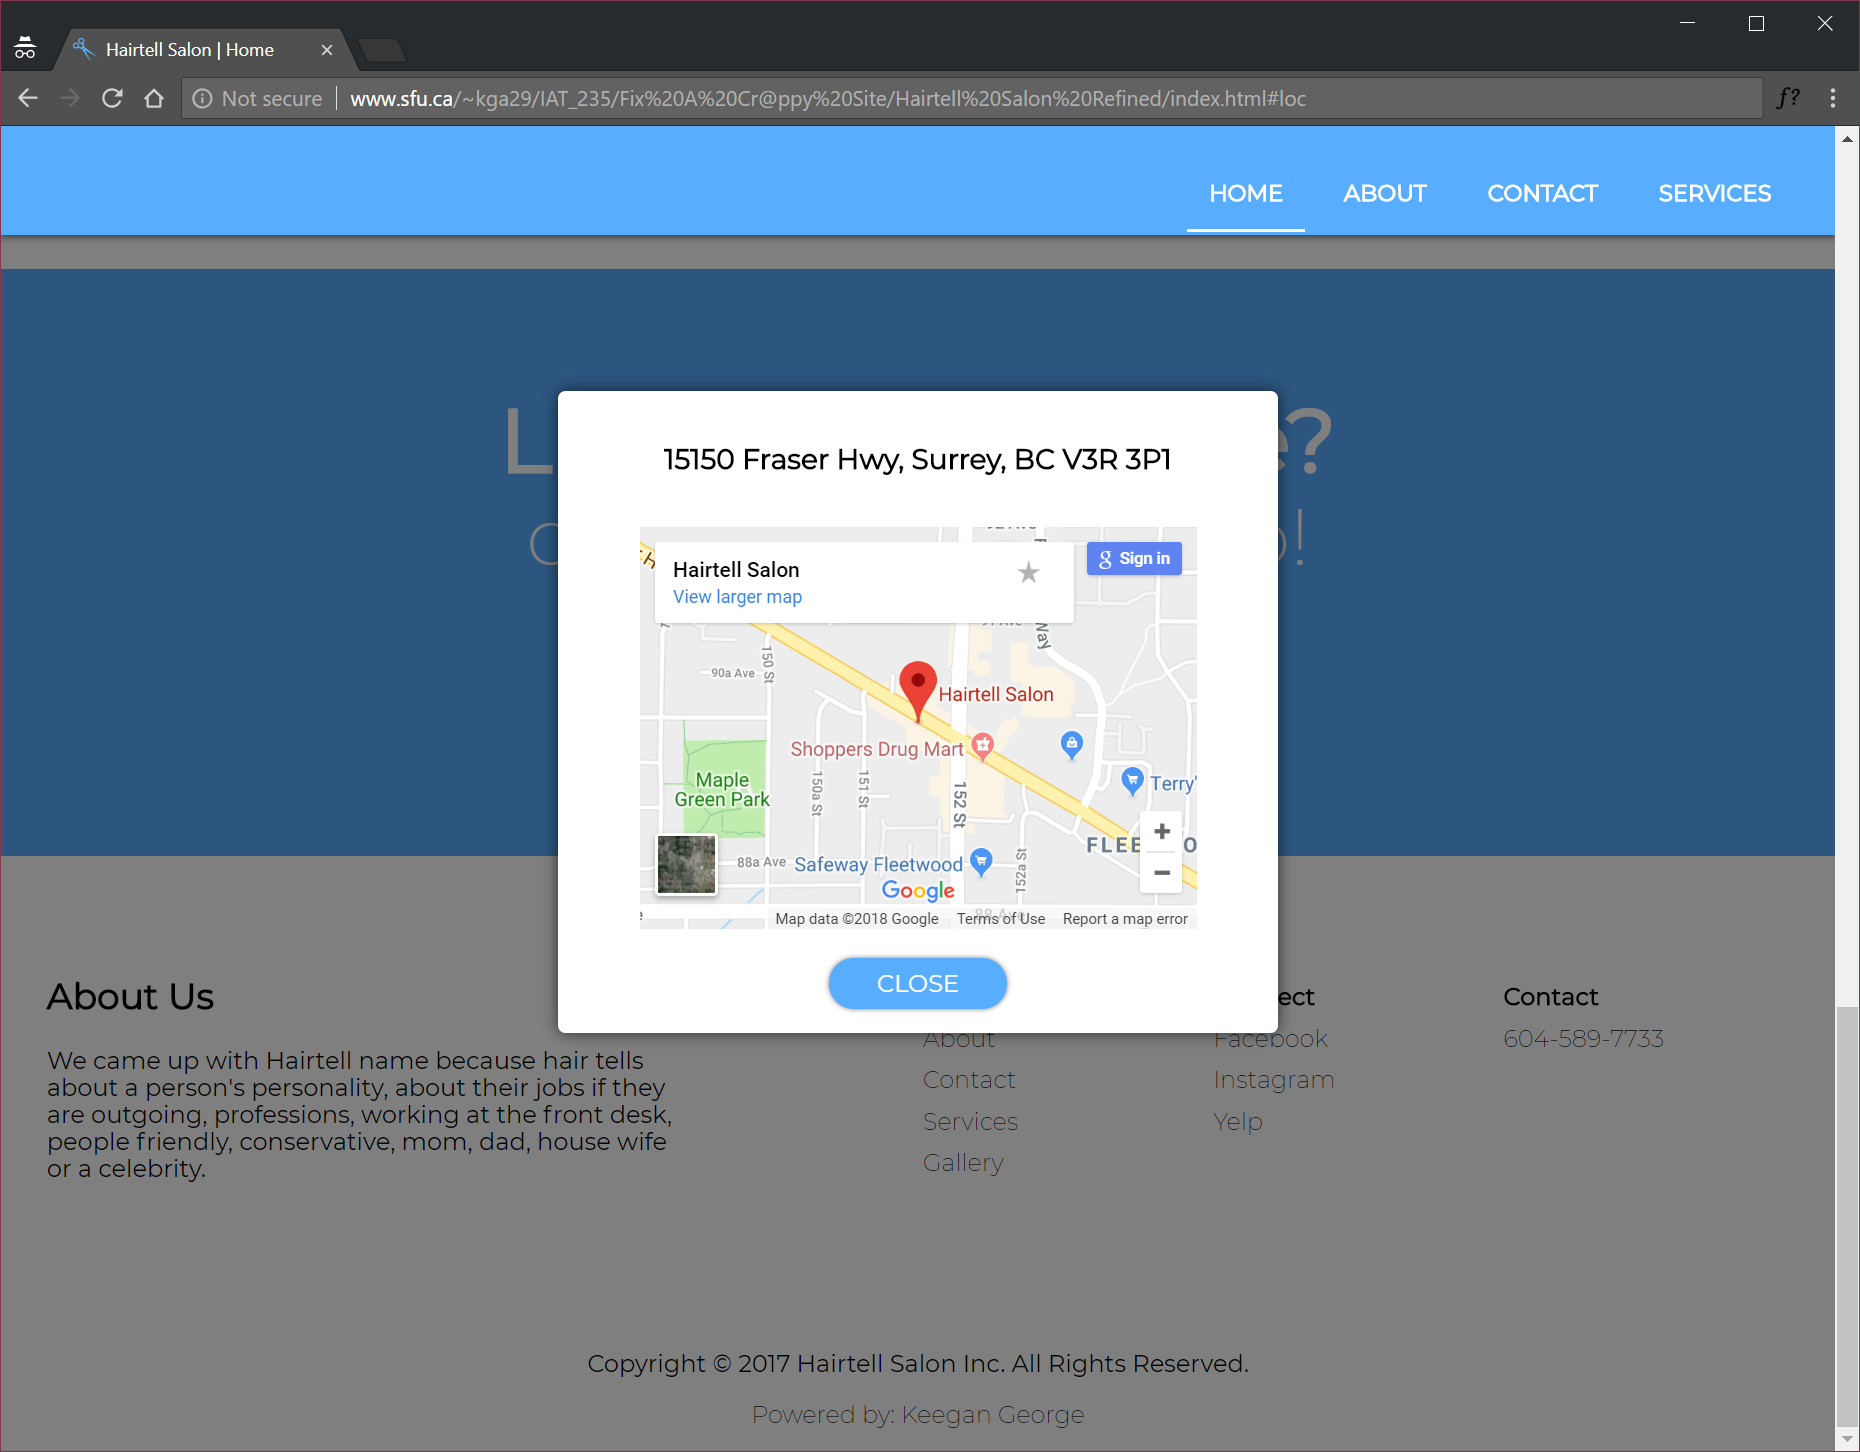 Hairtell Salon | Home
Not secure | www.sfu.ca/~kga29/IAT_235/Fix%20A%20Cr@ppy%20Site/Hairtell%20Salon%20Refined/index.html#loc
f?
HOME ABOUT CONTACT SERVICES
15150 Fraser Hwy, Surrey, BC V3R 3P1
Hairtell Salon
View larger map
Sign in
Way
150 St
90a Ave
Hairtell Salon
Shoppers Drug Mart
Maple
Green Park
150a St
151 St
152 St
Terry'
88a Ave
Safeway Fleetwood
152a St
Google
88 Ave
Map data ©2018 Google Terms of Use Report a map error
CLOSE
About Us
We came up with Hairtell name because hair tells
about a person's personality, about their jobs if they
are outgoing, professions, working at the front desk,
people friendly, conservative, mom, dad, house wife
or a celebrity.
About
Contact
Services
Gallery
Facebook
Instagram
Yelp
Contact
604-589-7733
Copyright © 2017 Hairtell Salon Inc. All Rights Reserved.
Powered by: Keegan George